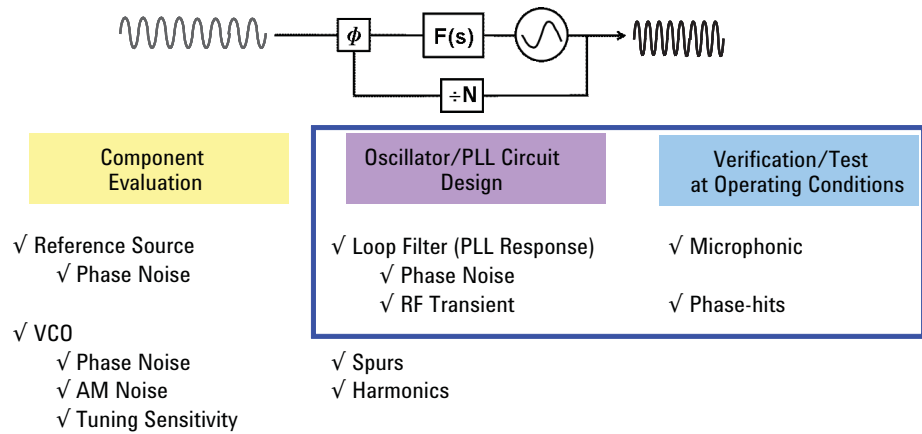 ϕ
F(s)
÷N
Component
Evaluation
Oscillator/PLL Circuit
Design
Verification/Test
at Operating Conditions
√ Reference Source
√ Phase Noise
√ VCO
√ Phase Noise
√ AM Noise
√ Tuning Sensitivity
√ Loop Filter (PLL Response)
√ Phase Noise
√ RF Transient
√ Spurs
√ Harmonics
√ Microphonic
√ Phase-hits